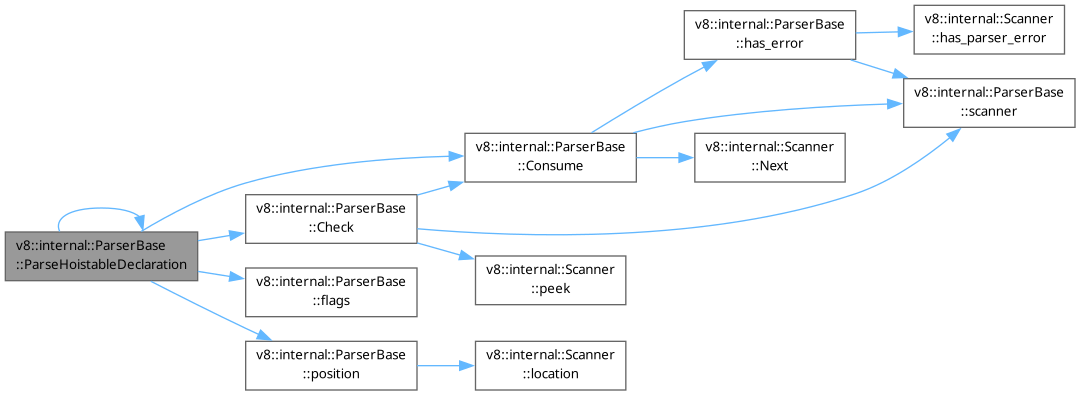 v8::internal::ParserBase
::ParseHoistableDeclaration
v8::internal::ParserBase
::Check
v8::internal::ParserBase
::flags
v8::internal::ParserBase
::position
v8::internal::ParserBase
::Consume
v8::internal::Scanner
::peek
v8::internal::Scanner
::location
v8::internal::ParserBase
::has_error
v8::internal::Scanner
::Next
v8::internal::Scanner
::has_parser_error
v8::internal::ParserBase
::scanner